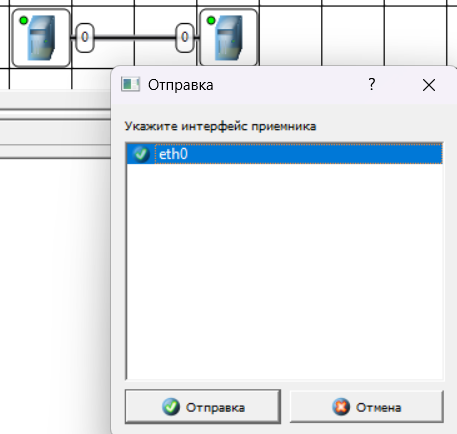 0 0
Отправка ?
Укажите интерфейс приемника
eth0
Отправка Отмена